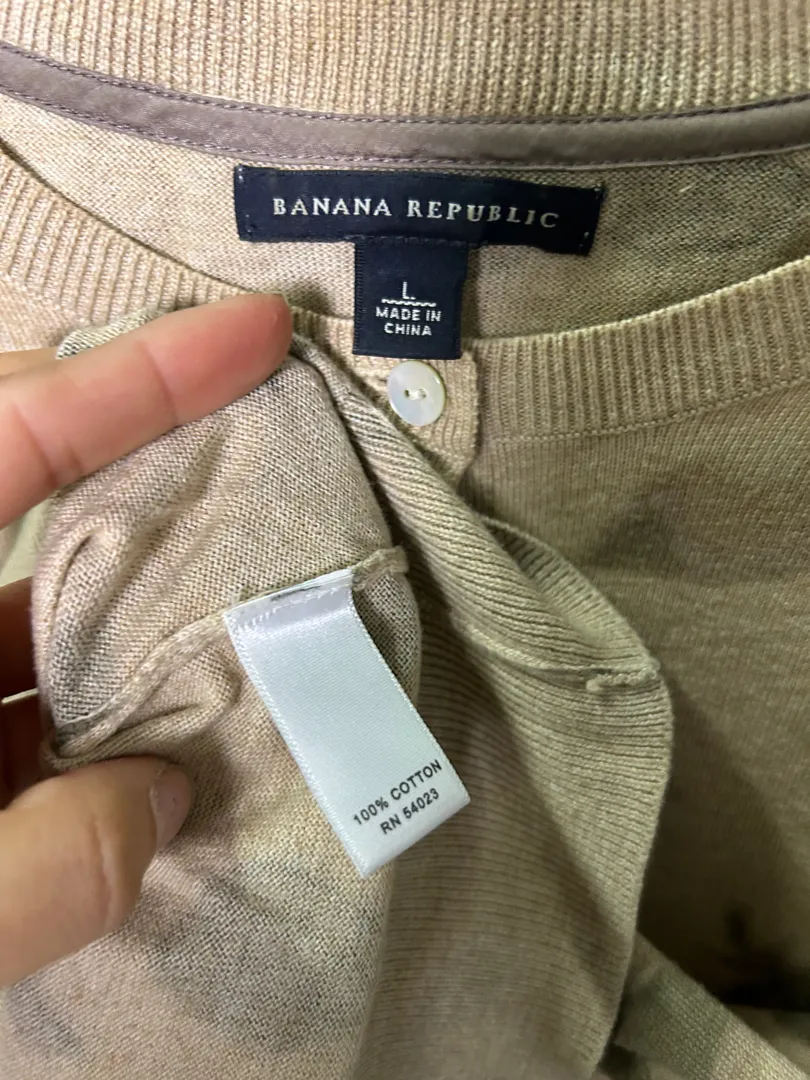 BANANA REPUBLIC
L
MADE IN
CHINA
100% COTTON
RN 54023